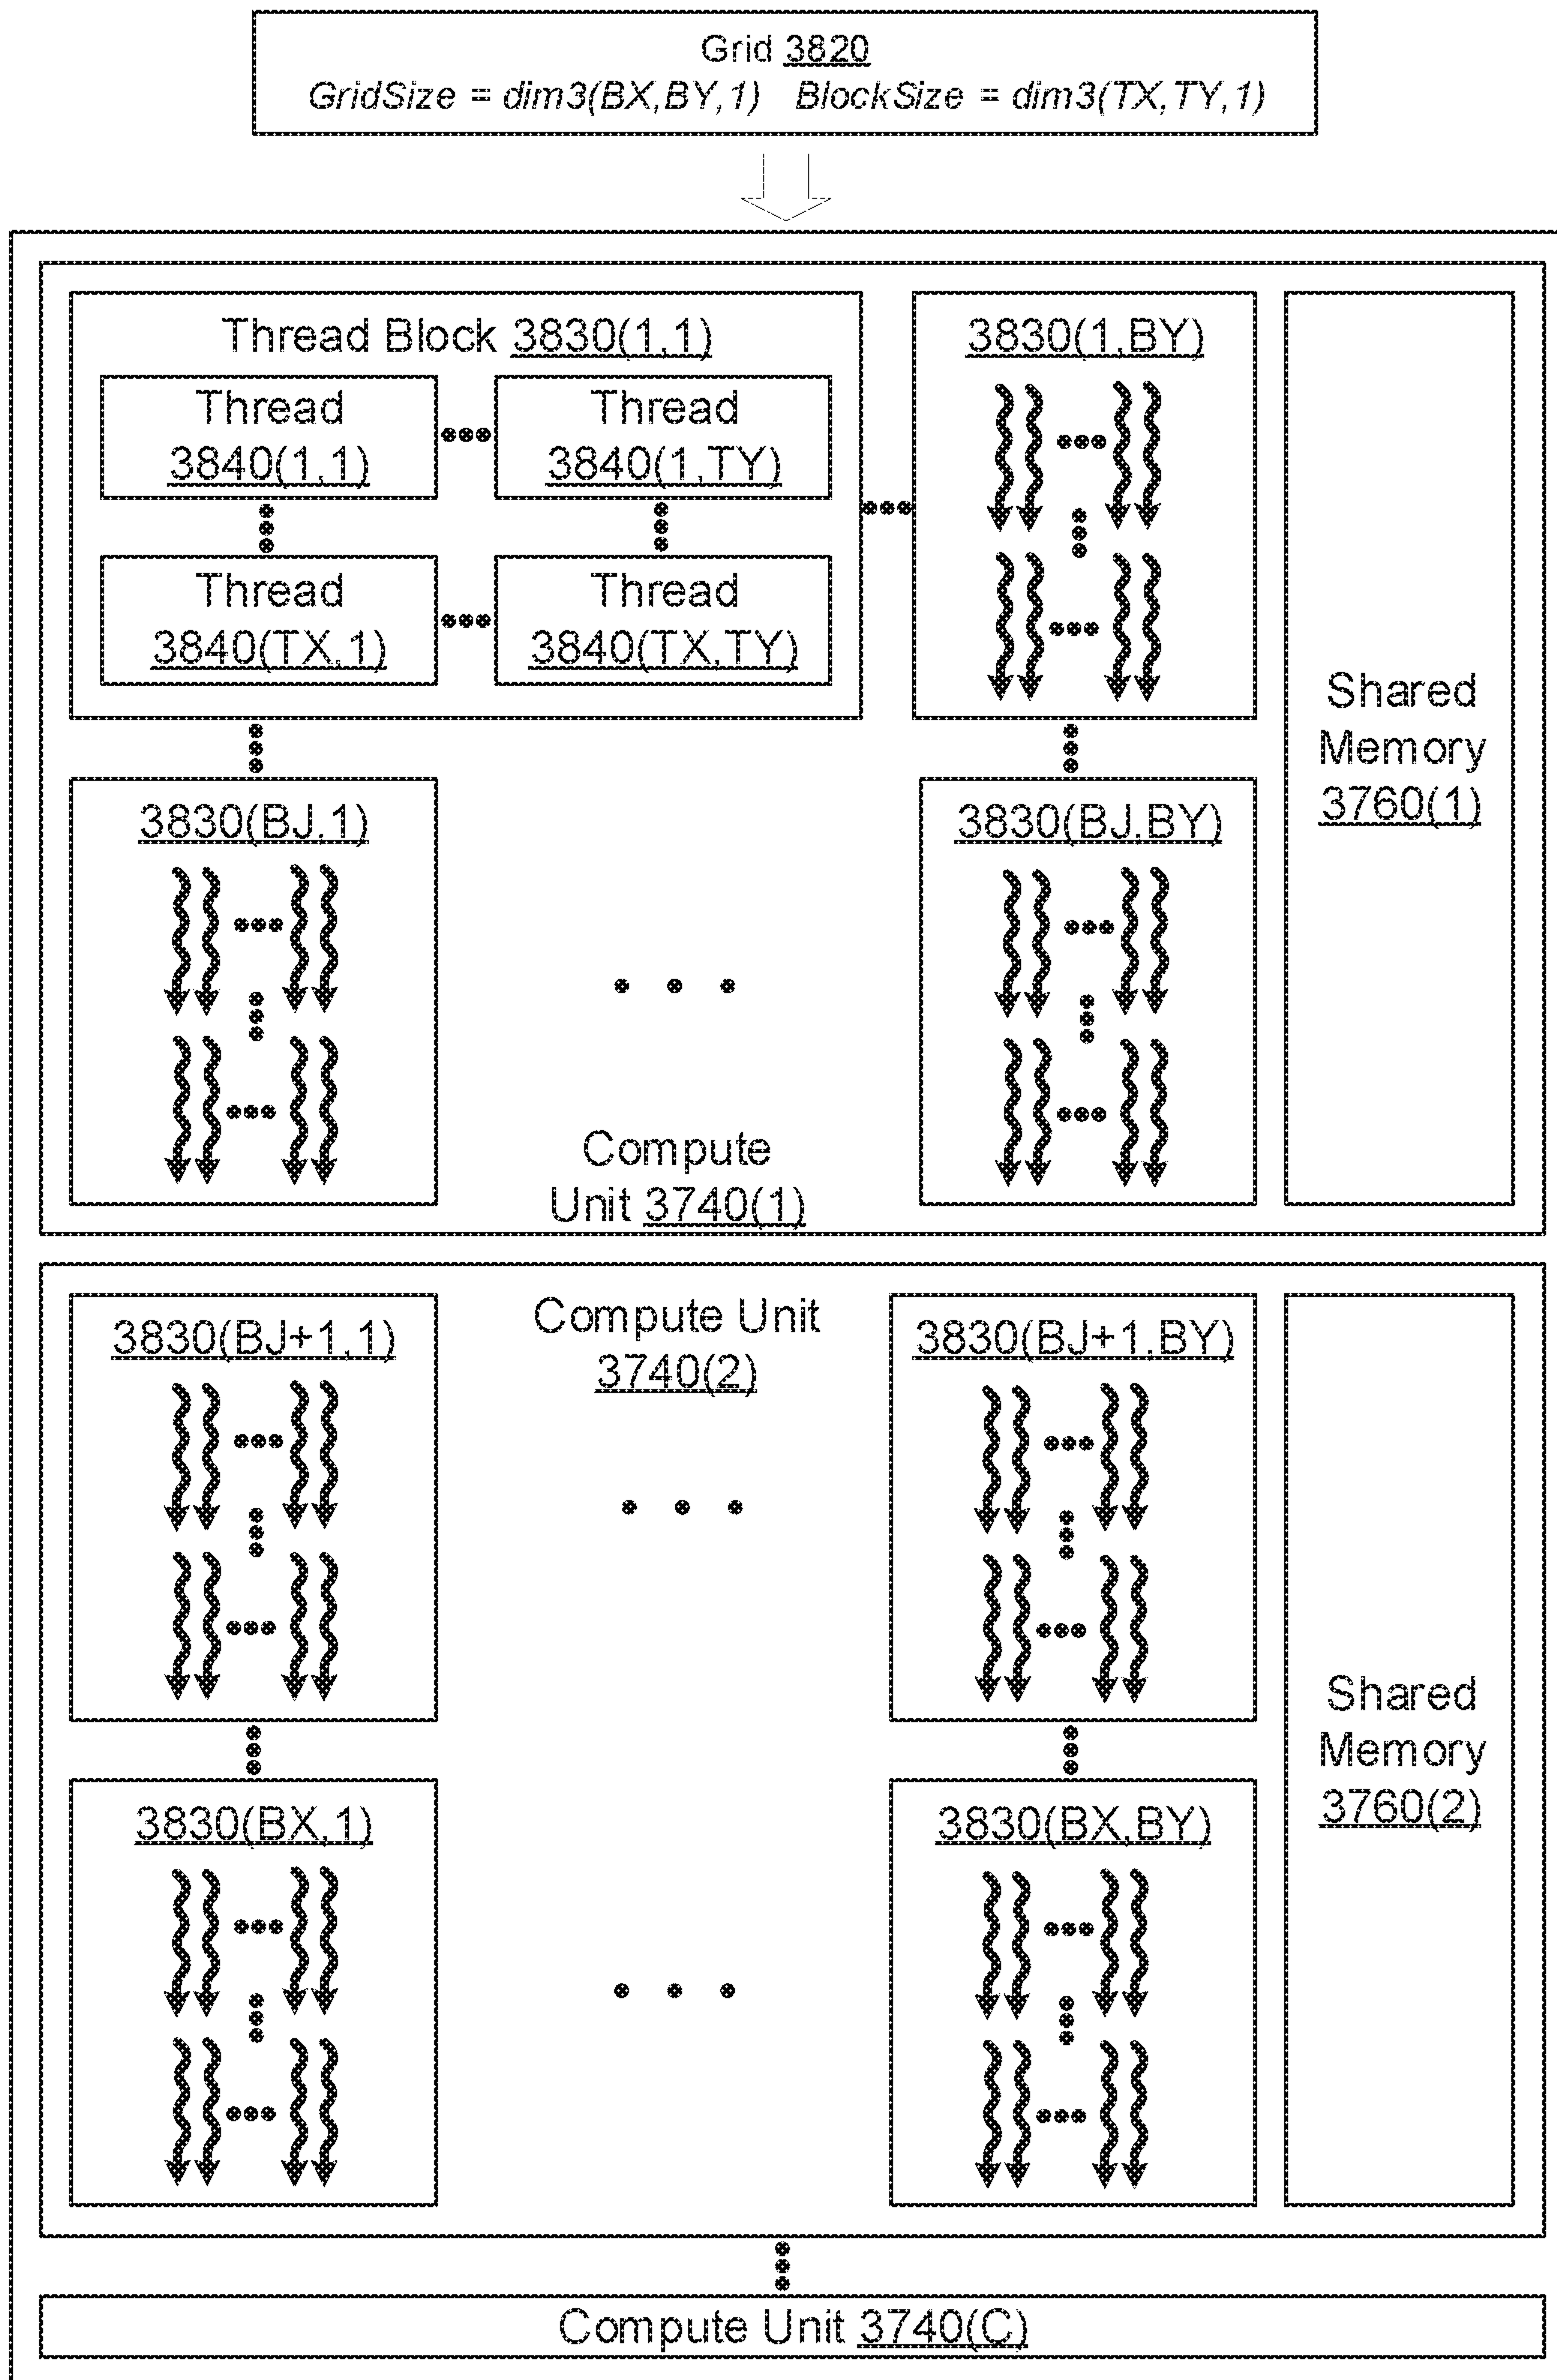 Grid 3820
GridSize = dim3(BX,BY,1) BlockSize = dim3(TX,TY,1)
Thread Block 3830(1,1)
Thread
3840(1,1)
Thread
3840(1,TY)
Thread
3840(TX,1)
Thread
3840(TX,TY)
3830(1,BY)
Shared
Memory
3760(1)
3830(BJ,1)
3830(BJ,BY)
Compute
Unit 3740(1)
3830(BJ+1,1)
Compute Unit
3740(2)
3830(BJ+1,BY)
Shared
Memory
3760(2)
3830(BX,1)
3830(BX,BY)
Compute Unit 3740(C)